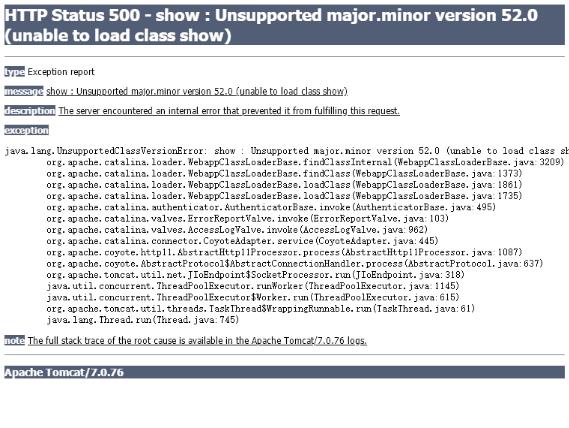 HTTP Status 500 - show : Unsupported major.minor version 52.0
(unable to load class show)
type Exception report
message show : Unsupported major.minor version 52.0 (unable to load class show)
description The server encountered an internal error that prevented it from fulfilling this request.
exception
java.lang.UnsupportedClassVersionError: show : Unsupported major.minor version 52.0 (unable to load class sh
org.apache.catalina.loader.WebappClassLoaderBase.findClassInternal(WebappClassLoaderBase.java:3209)
org.apache.catalina.loader.WebappClassLoaderBase.findClass(WebappClassLoaderBase.java:1373)
org.apache.catalina.loader.WebappClassLoaderBase.loadClass(WebappClassLoaderBase.java:1861)
org.apache.catalina.loader.WebappClassLoaderBase.loadClass(WebappClassLoaderBase.java:1735)
org.apache.catalina.authenticator.AuthenticatorBase.invoke(AuthenticatorBase.java:495)
org.apache.catalina.valves.ErrorReportValve.invoke(ErrorReportValve.java:103)
org.apache.catalina.valves.AccessLogValve.invoke(AccessLogValve.java:962)
org.apache.catalina.connector.CoyoteAdapter.service(CoyoteAdapter.java:445)
org.apache.coyote.http11.AbstractHttp11Processor.process(AbstractHttp11Processor.java:1087)
org.apache.coyote.AbstractProtocol$AbstractConnectionHandler.process(AbstractProtocol.java:637)
org.apache.tomcat.util.net.JIoEndpoint$SocketProcessor.run(JIoEndpoint.java:318)
java.util.concurrent.ThreadPoolExecutor.runWorker(ThreadPoolExecutor.java:1145)
java.util.concurrent.ThreadPoolExecutor$Worker.run(ThreadPoolExecutor.java:615)
org.apache.tomcat.util.threads.TaskThread$WrappingRunnable.run(TaskThread.java:61)
java.lang.Thread.run(Thread.java:745)
note The full stack trace of the root cause is available in the Apache Tomcat/7.0.76 logs.
Apache Tomcat/7.0.76